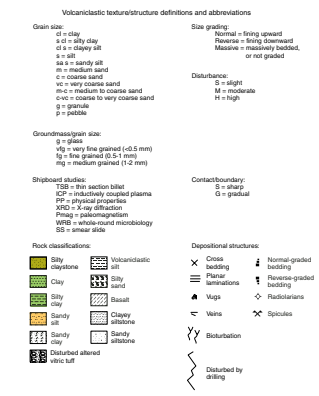 Volcaniclastic texture/structure definitions and abbreviations
Grain size:
cl = clay
s cl = silty clay
cl s = clayey silt
s = silt
sa s = sandy silt
m = medium sand
c = coarse sand
vc = very coarse sand
m-c = medium to coarse sand
c-vc = coarse to very coarse sand
g = granule
p = pebble
Size grading:
Normal = fining upward
Reverse = fining downward
Massive = massively bedded,
or not graded
Disturbance:
S = slight
M = moderate
H = high
Groundmass/grain size:
g = glass
vfg = very fine grained (<0.5 mm)
fg = fine grained (0.5-1 mm)
mg = medium grained (1-2 mm)
Shipboard studies:
TSB = thin section billet
ICP = inductively coupled plasma
PP = physical properties
XRD = X-ray diffraction
Pmag = paleomagnetism
WRB = whole-round microbiology
SS = smear slide
Contact/boundary:
S = sharp
G = gradual
Rock classifications:
Silty
claystone
Volcaniclastic
silt
Clay
Silty
sand
Silty
clay
Basalt
Sandy
silt
Clayey
siltstone
Sandy
clay
Sandy
siltstone
Disturbed altered
vitric tuff
Depositional structures:
Cross
bedding
Normal-graded
bedding
Planar
laminations
Reverse-graded
bedding
Vugs
Radiolarians
Veins
Spicules
Bioturbation
Disturbed by
drilling